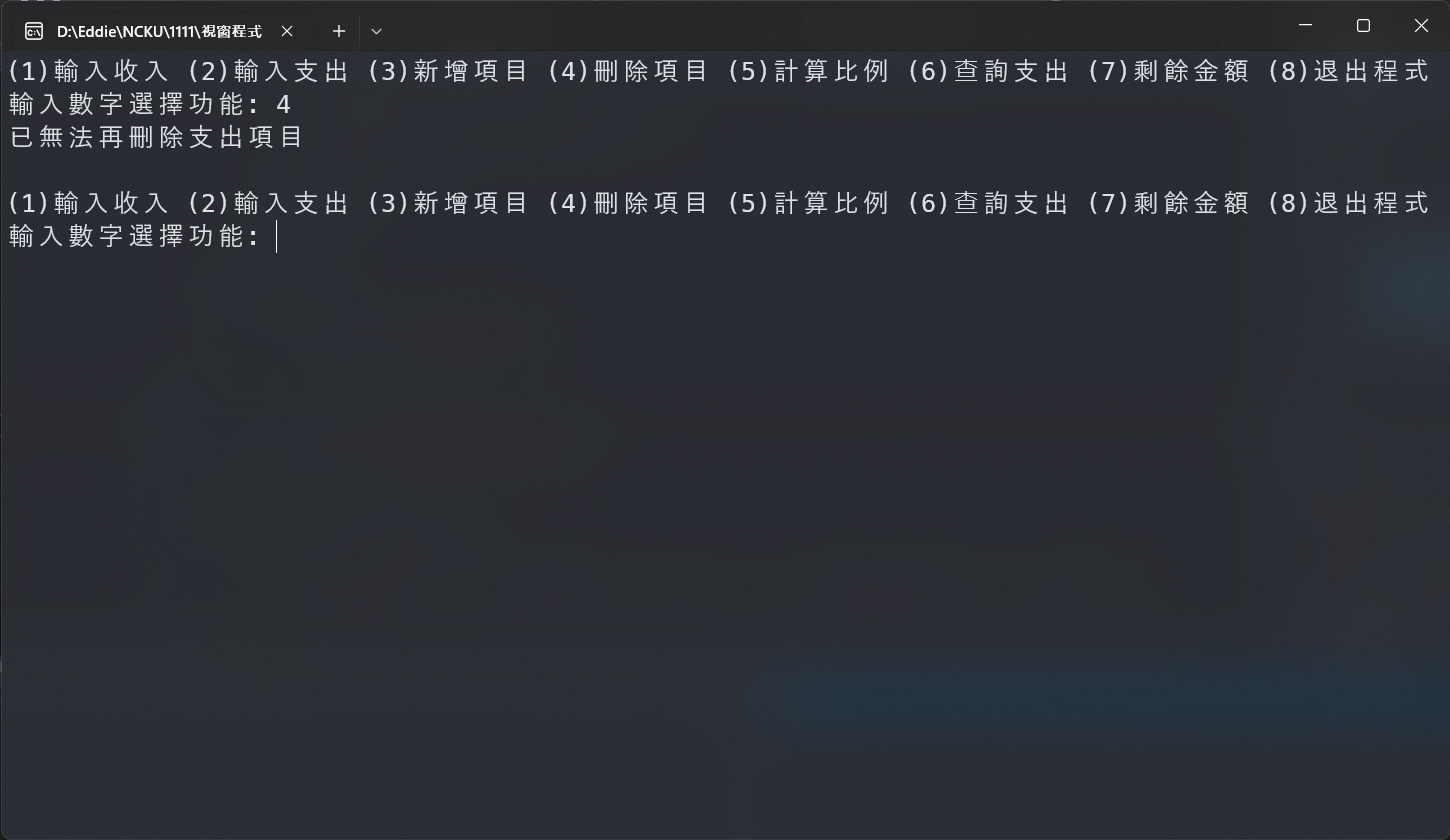 D:\Eddie\NCKU\1111\視窗程式
(1)輸入收入 (2)輸入支出 (3)新增項目 (4)刪除項目 (5)計算比例 (6)查詢支出 (7)剩餘金額 (8)退出程式
輸入數字選擇功能: 4
已無法再刪除支出項目
(1)輸入收入 (2)輸入支出 (3)新增項目 (4)刪除項目 (5)計算比例 (6)查詢支出 (7)剩餘金額 (8)退出程式
輸入數字選擇功能: